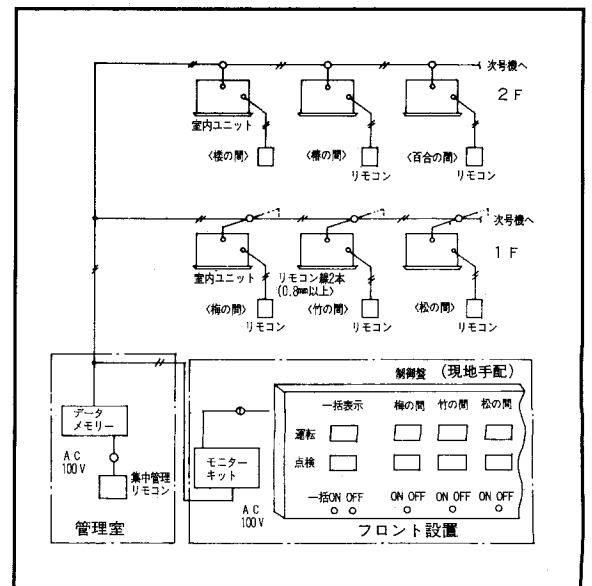 次号機へ
2F
室内ユニット
〈楼の間〉
〈椿の間〉
リモコン
〈百合の間〉
リモコン
次号機へ
1F
室内ユニット
リモコン線2本
(0.8mm以上)
〈梅の間〉
リモコン
〈竹の間〉
リモコン
〈松の間〉
リモコン
制御盤 (現地手配)
一括表示 梅の間 竹の間 松の間
運転
点検
一括ON OFF ON OFF ON OFF ON OFF
データ
メモリー
AC
100V
集中管理
リモコン
モニター
キット
AC
100V
管理室
フロント設置